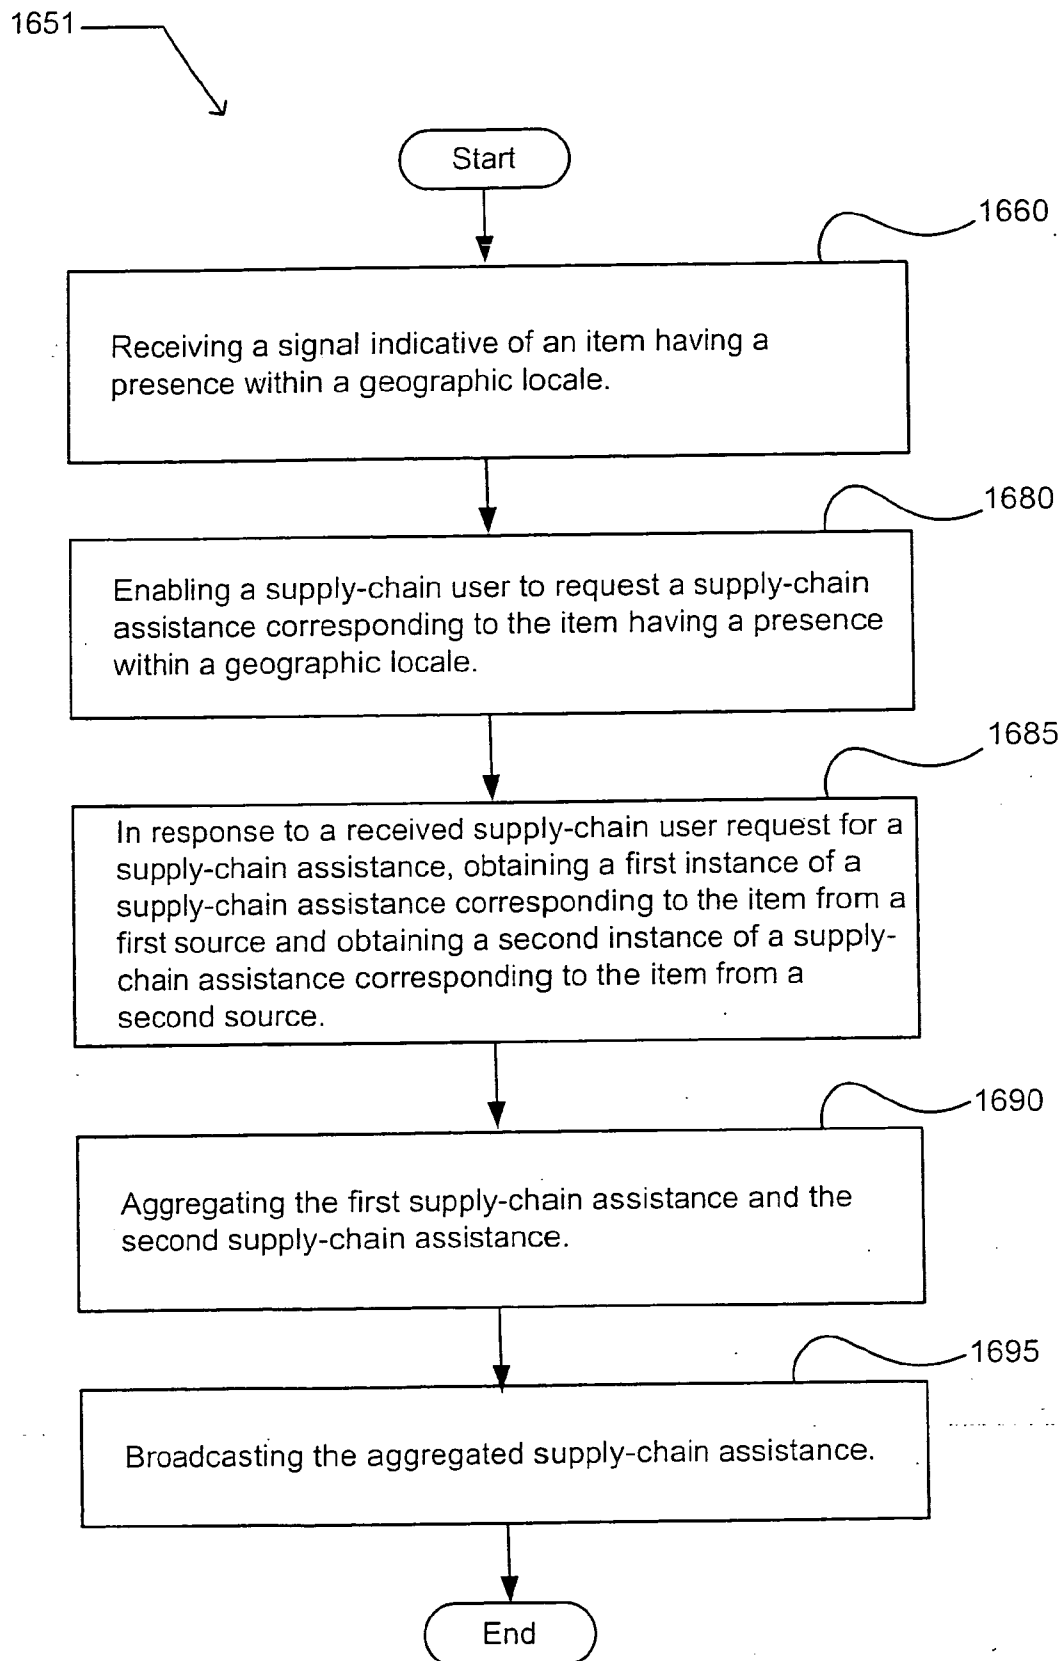 1651
Start
1660
Receiving a signal indicative of an item having a
presence within a geographic locale.
1680
Enabling a supply-chain user to request a supply-chain
assistance corresponding to the item having a presence
within a geographic locale.
1685
In response to a received supply-chain user request for a
supply-chain assistance, obtaining a first instance of a
supply-chain assistance corresponding to the item from a
first source and obtaining a second instance of a supply-
chain assistance corresponding to the item from a
second source.
1690
Aggregating the first supply-chain assistance and the
second supply-chain assistance.
1695
Broadcasting the aggregated supply-chain assistance.
End